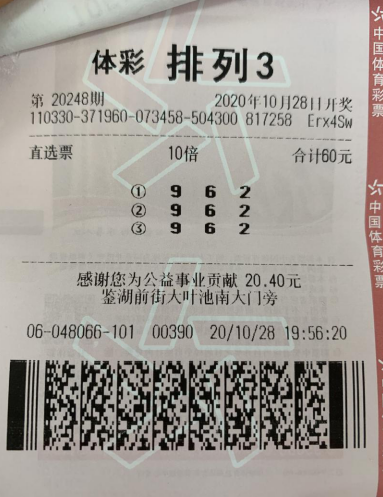 体彩 排列3
第 20248期 2020年10月28日开奖
110330-371960-073458-504300 817258 Erx4Sw
直选票 10倍 合计60元
① 9 6 2
② 9 6 2
③ 9 6 2
感谢您为公益事业贡献 20.40元
鉴湖前街大叶池南大门旁
06-048066-101 00390 20/10/28 19:56:20
中国体育彩票
中国体育彩票